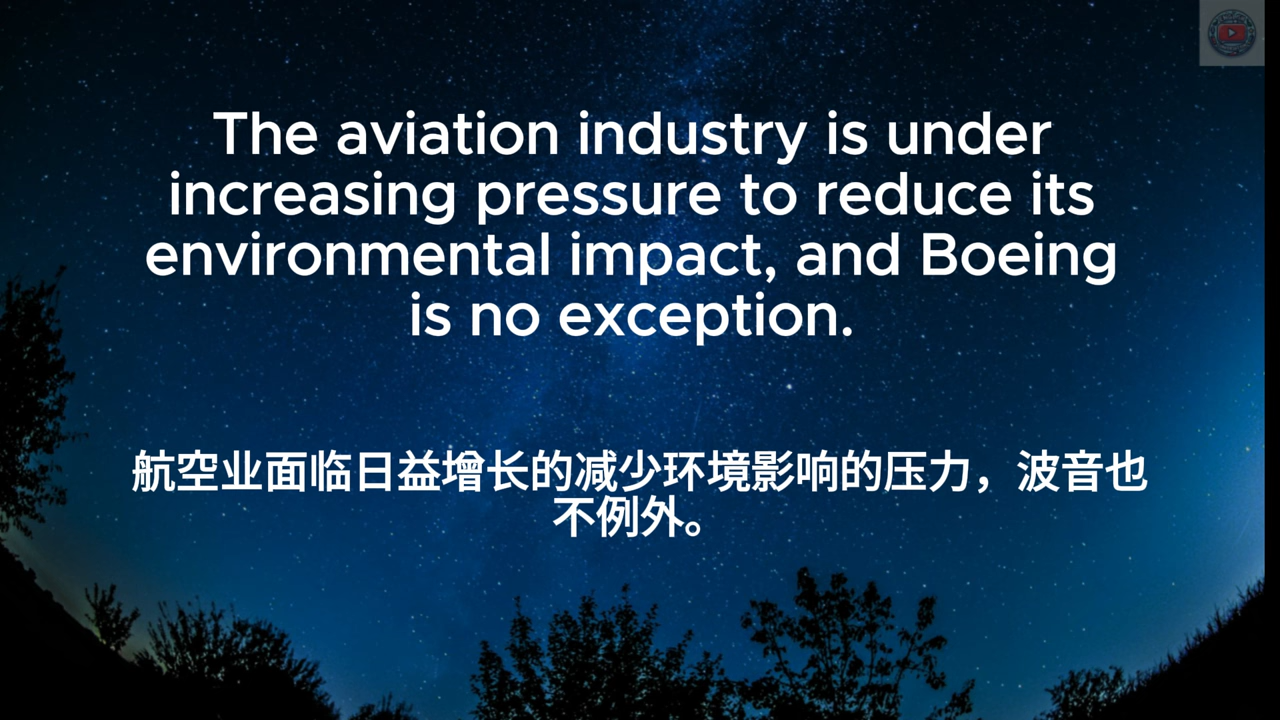 The aviation industry is under
increasing pressure to reduce its
environmental impact, and Boeing
is no exception.
航空业面临日益增长的减少环境影响的压力，波音也
不例外。